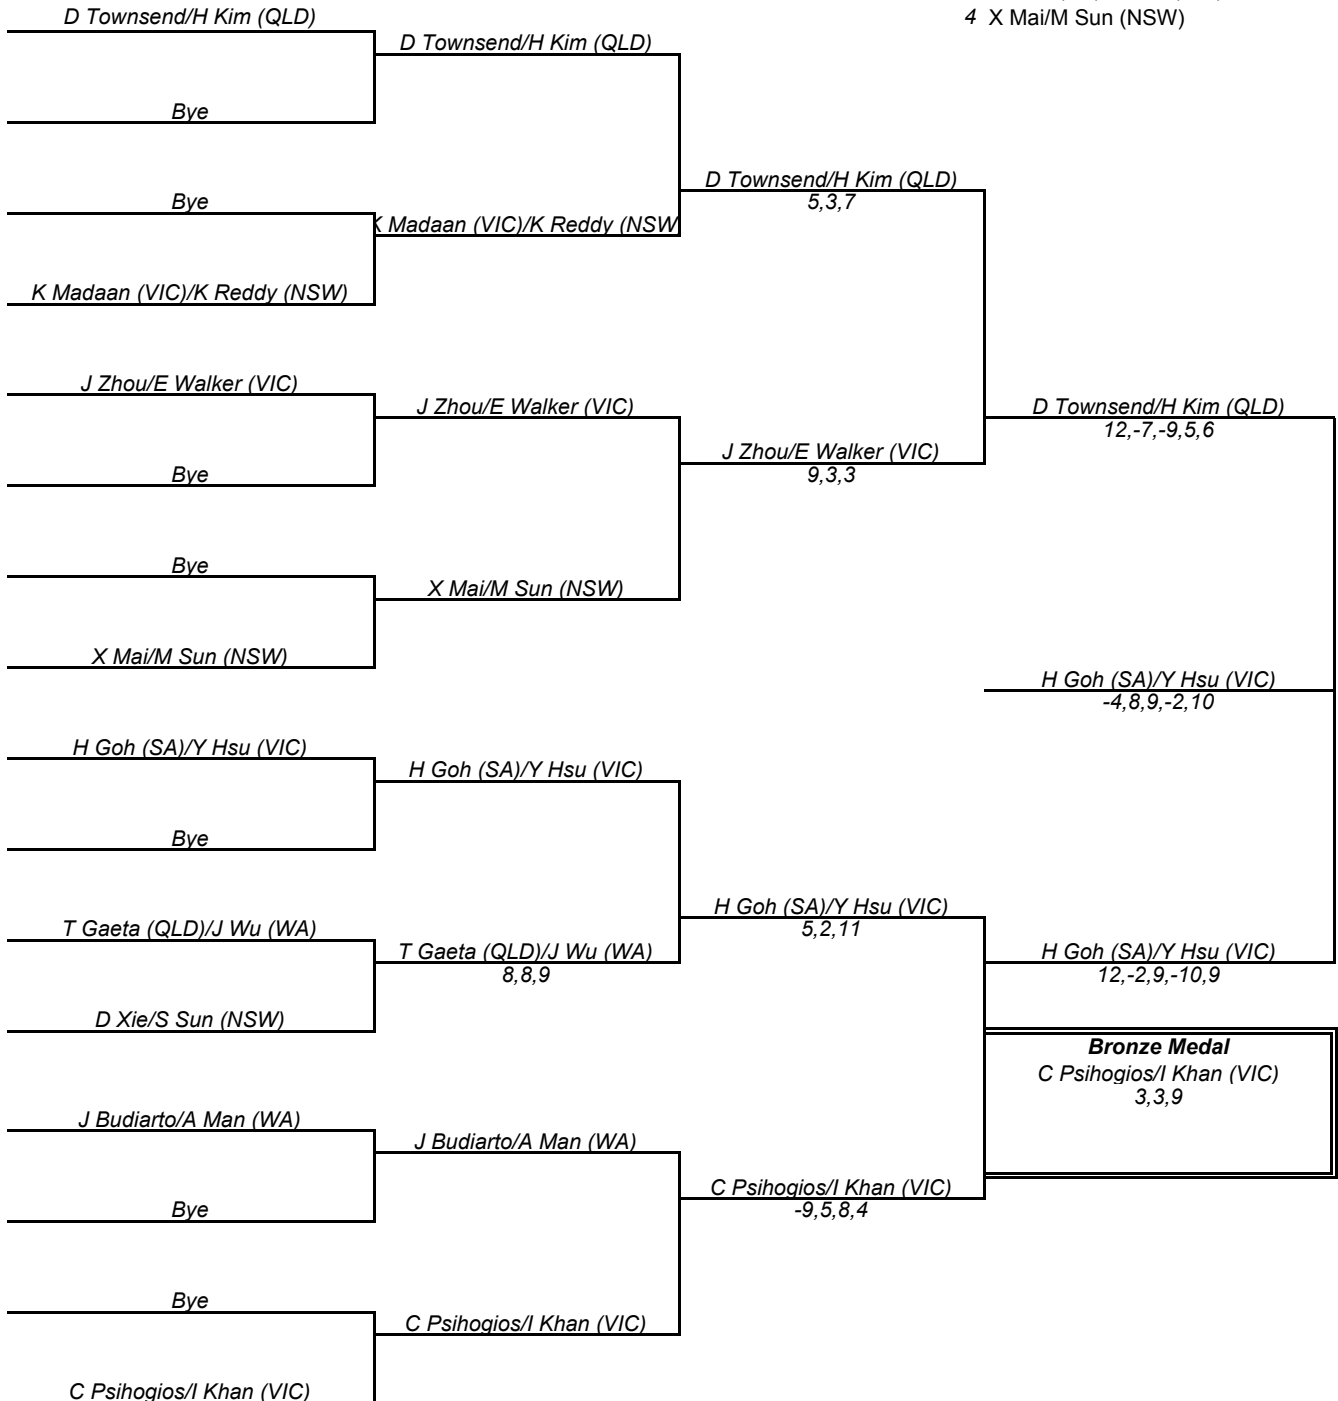 4 X Mai/M Sun (NSW)
D Townsend/H Kim (QLD)
D Townsend/H Kim (QLD)
Bye
D Townsend/H Kim (QLD)
5,3,7
Bye
K Madaan (VIC)/K Reddy (NSW
K Madaan (VIC)/K Reddy (NSW)
J Zhou/E Walker (VIC)
J Zhou/E Walker (VIC)
D Townsend/H Kim (QLD)
12,-7,-9,5,6
J Zhou/E Walker (VIC)
9,3,3
Bye
Bye
X Mai/M Sun (NSW)
X Mai/M Sun (NSW)
H Goh (SA)/Y Hsu (VIC)
-4,8,9,-2,10
H Goh (SA)/Y Hsu (VIC)
H Goh (SA)/Y Hsu (VIC)
Bye
H Goh (SA)/Y Hsu (VIC)
5,2,11
T Gaeta (QLD)/J Wu (WA)
T Gaeta (QLD)/J Wu (WA)
8,8,9
H Goh (SA)/Y Hsu (VIC)
12,-2,9,-10,9
D Xie/S Sun (NSW)
Bronze Medal
C Psihogios/I Khan (VIC)
3,3,9
J Budiarto/A Man (WA)
J Budiarto/A Man (WA)
C Psihogios/I Khan (VIC)
-9,5,8,4
Bye
Bye
C Psihogios/I Khan (VIC)
C Psihogios/I Khan (VIC)